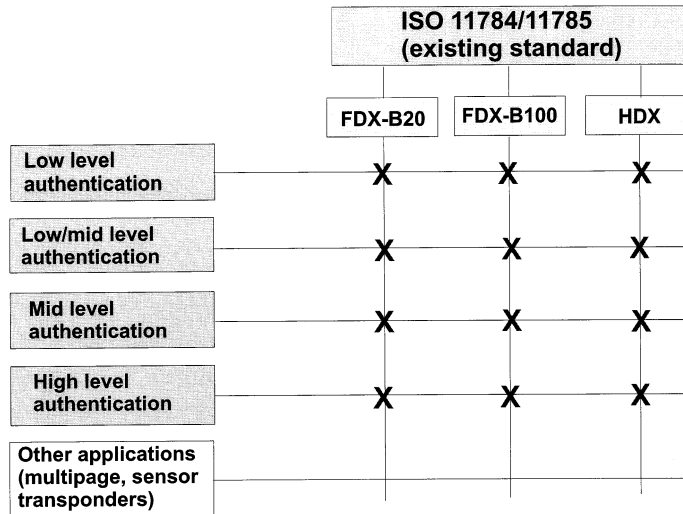 ISO 11784/11785
(existing standard)
FDX-B20
FDX-B100
HDX
Low level
authentication
X X X
Low/mid level
authentication
X X X
Mid level
authentication
X X X
High level
authentication
X X X
Other applications
(multipage, sensor
transponders)